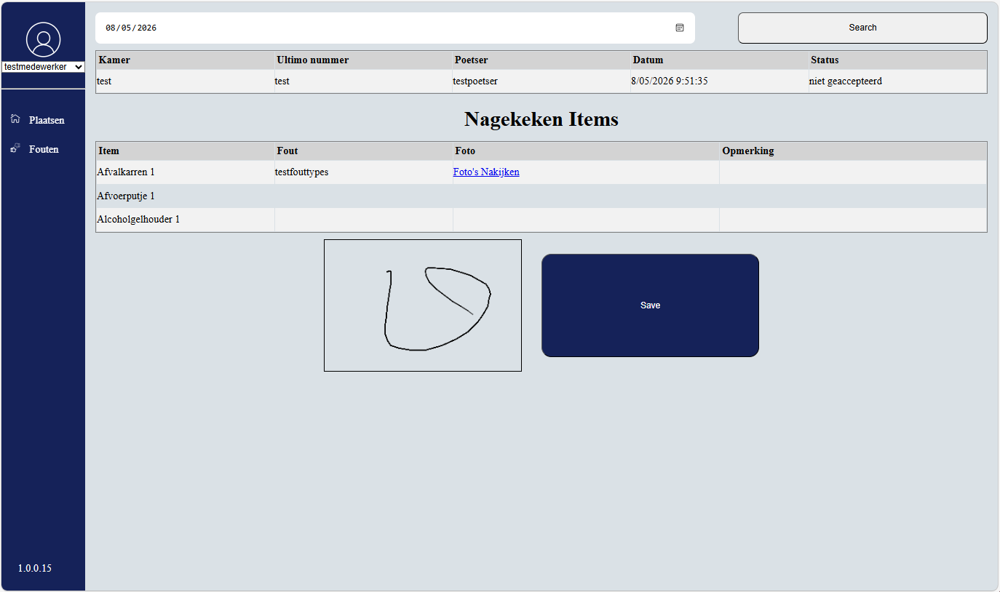 08/05/2026
Search
testmedewerker
Kamer Ultimo nummer Poetser Datum Status
test test testpoetser 8/05/2026 9:51:35 niet geaccepteerd
Plaatsen
Fouten
Nagekeken Items
Item Fout Foto Opmerking
Afvalkarren 1 testfouttypes Foto's Nakijken
Afvoerputje 1
Alcoholgelhouder 1
Save
1.0.0.15